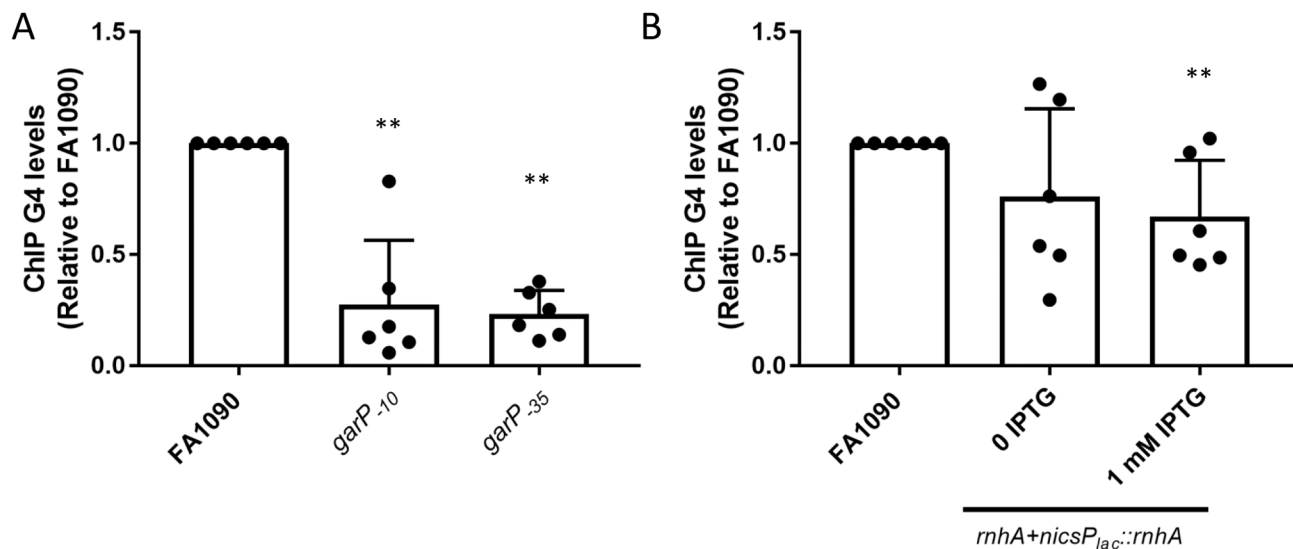 A
ChIP G4 levels
(Relative to FA1090)
1.5
1.0
0.5
0.0
**
**
FA1090
garP-10
garP-35
B
ChIP G4 levels
(Relative to FA1090)
1.5
1.0
0.5
0.0
**
FA1090
0 IPTG
1 mM IPTG
rnhA+nicsPlac::rnhA